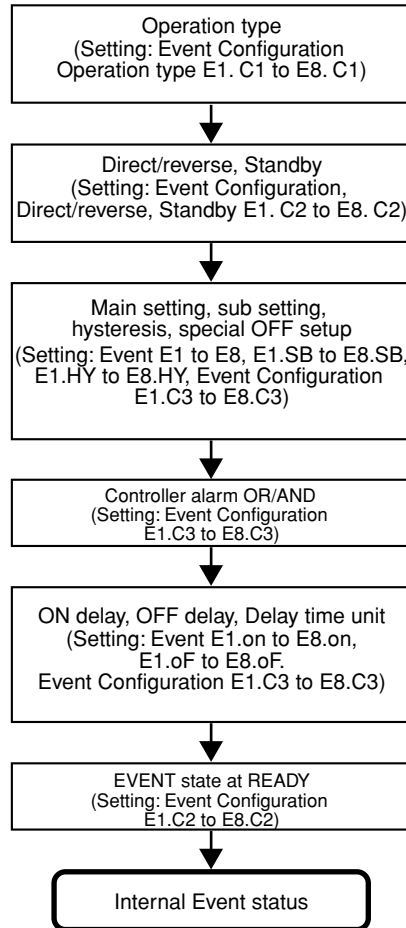 Operation type
(Setting: Event Configuration
Operation type E1. C1 to E8. C1)
Direct/reverse, Standby
(Setting: Event Configuration,
Direct/reverse, Standby E1. C2 to E8. C2)
Main setting, sub setting,
hysteresis, special OFF setup
(Setting: Event E1 to E8, E1.SB to E8.SB,
E1.HY to E8.HY, Event Configuration
E1.C3 to E8.C3)
Controller alarm OR/AND
(Setting: Event Configuration
E1.C3 to E8.C3)
ON delay, OFF delay, Delay time unit
(Setting: Event E1.on to E8.on,
E1.oF to E8.oF.
Event Configuration E1.C3 to E8.C3)
EVENT state at READY
(Setting: Event Configuration
E1.C2 to E8.C2)
Internal Event status